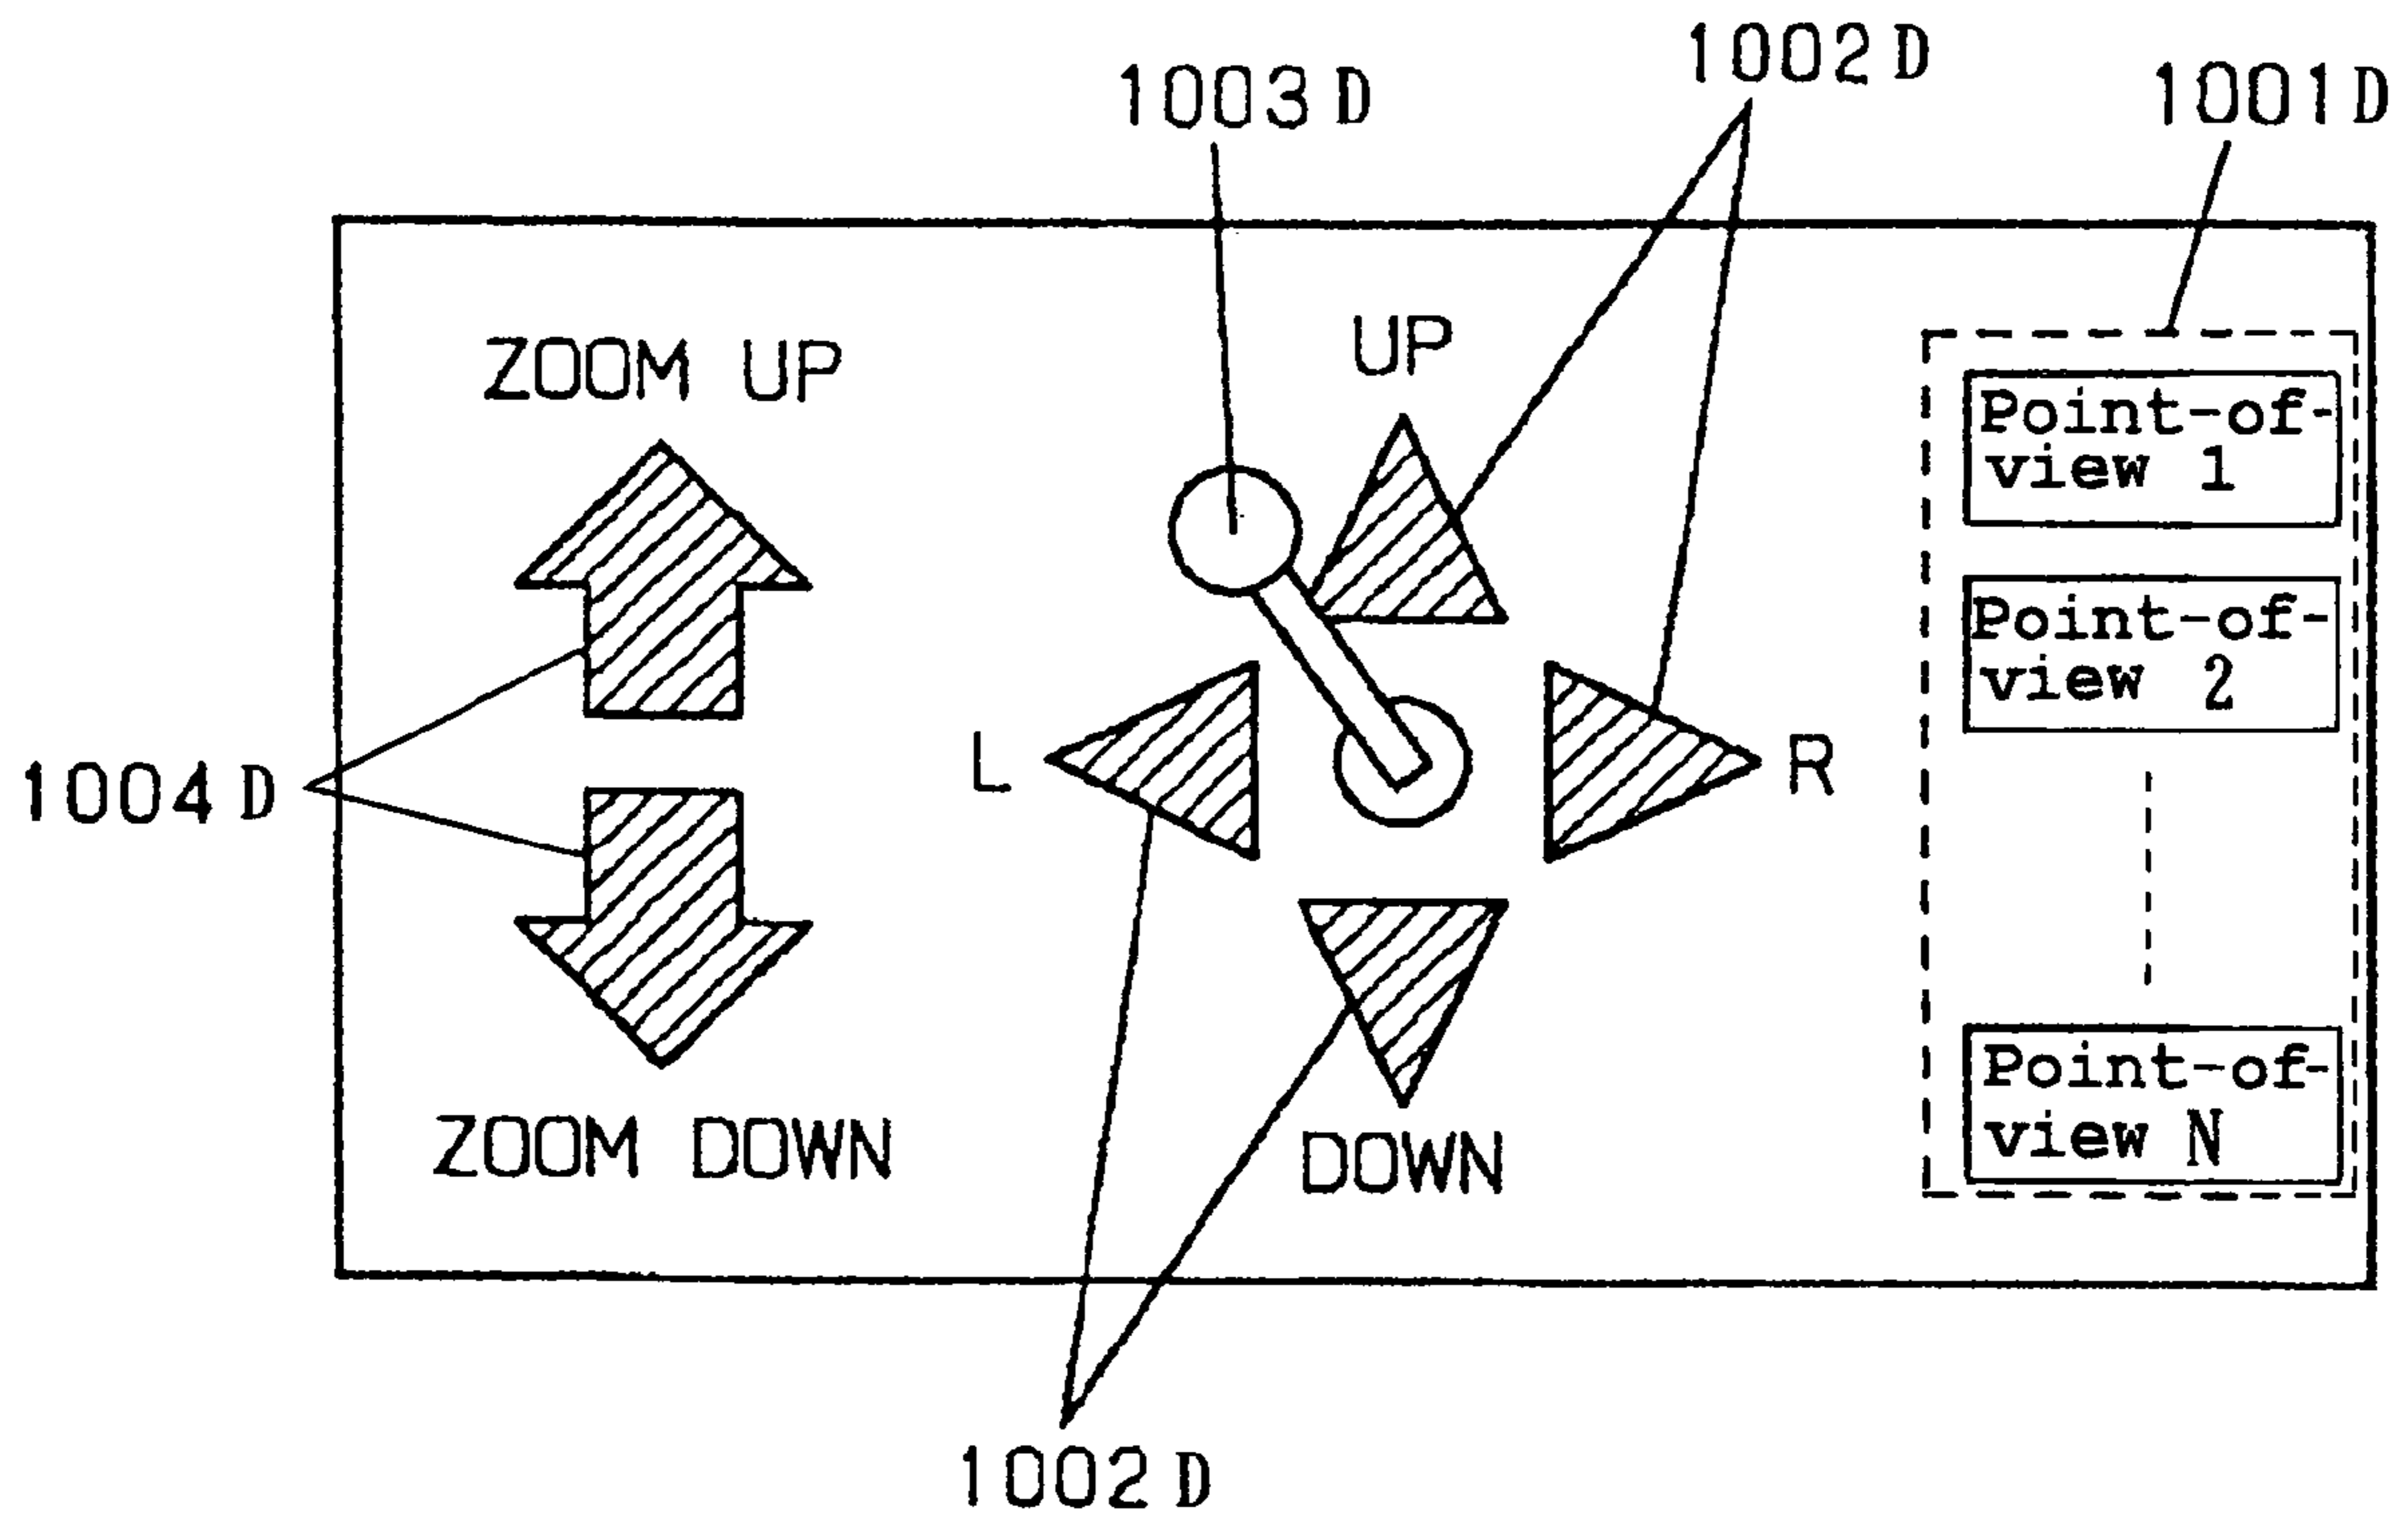 1003D
1002D
1001D
ZOOM UP
UP
Point-of-
view 1
Point-of-
view 2
L
R
1004D
Point-of-
view N
ZOOM DOWN
DOWN
1002D